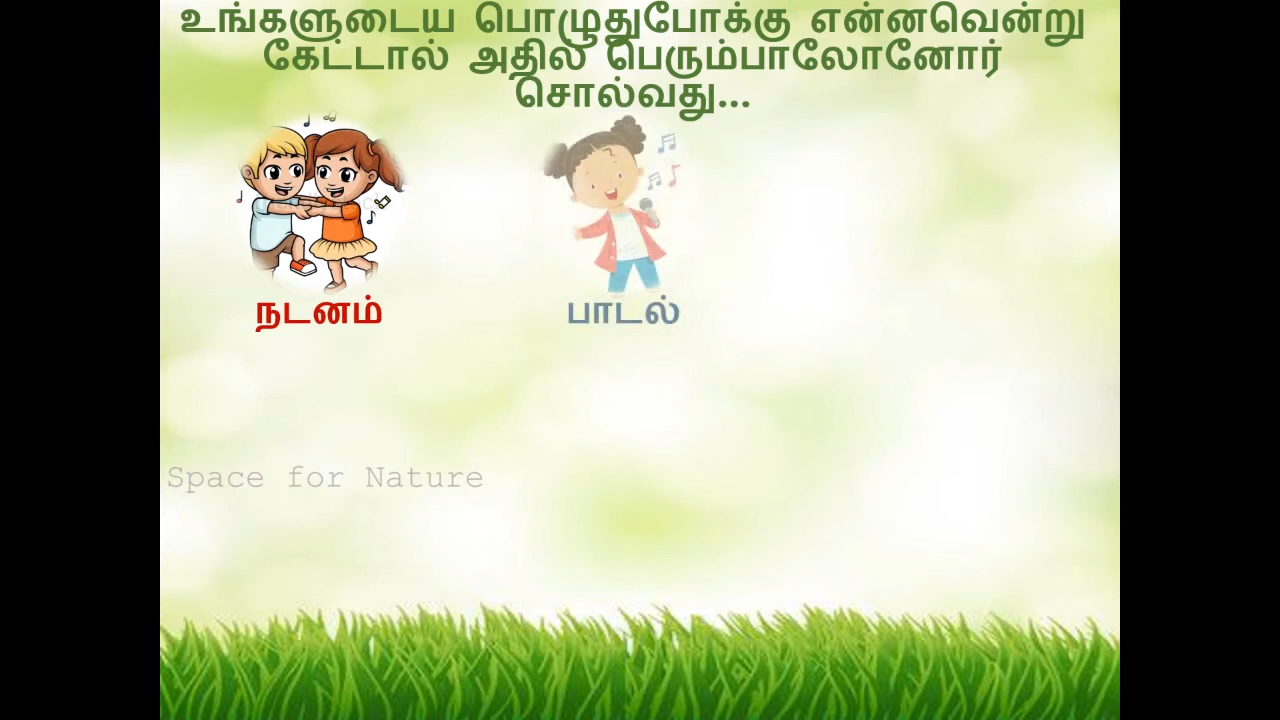 உங்களுடைய பொழுதுபோக்கு என்னவென்று
கேட்டால் அதில் பெரும்பாலோனோர்
சொல்வது...
நடனம்
பாடல்
Space for Nature